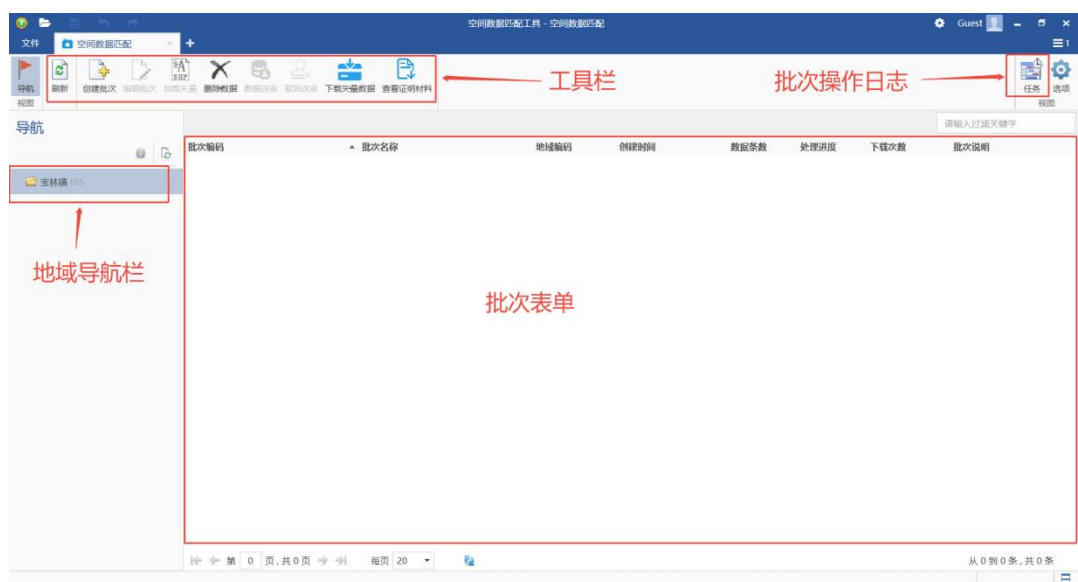 空间数据匹配工具 - 空间数据匹配
Guest
文件 空间数据匹配 × +
1
导航 刷新 创建批次 编辑批次 加载矢量 删除数据 数据送审 取消送审 下载矢量数据 查看证明材料
SHP
工具栏
批次操作日志
任务 选项
视图
视图
导航
请输入过滤关键字
批次编码 批次名称 地域编码 创建时间 数据条数 处理进度 下载次数 批次说明
宝林镇 105
地域导航栏
批次表单
第 0 页,共 0 页 每页 20
从 0 到 0 条,共 0 条